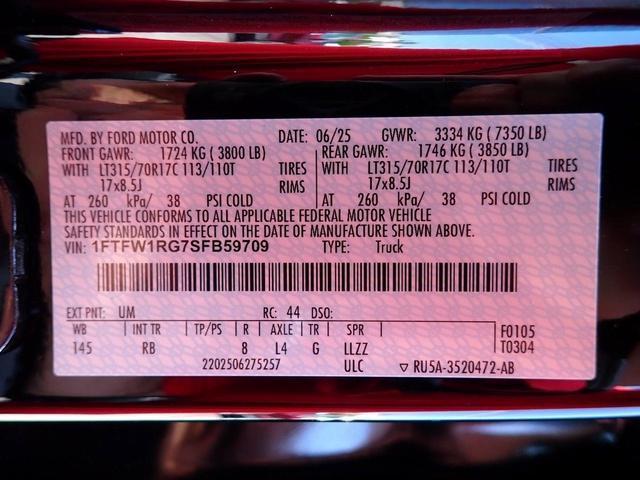 MFD. BY FORD MOTOR CO. DATE: 06/25 GVWR: 3334 KG ( 7350 LB)
FRONT GAWR: 1724 KG ( 3800 LB) REAR GAWR: 1746 KG ( 3850 LB)
WITH LT315/70R17C 113/110T TIRES WITH LT315/70R17C 113/110T TIRES
17x8.5J RIMS 17x8.5J RIMS
AT 260 kPa/ 38 PSI COLD AT 260 kPa/ 38 PSI COLD
THIS VEHICLE CONFORMS TO ALL APPLICABLE FEDERAL MOTOR VEHICLE
SAFETY STANDARDS IN EFFECT ON THE DATE OF MANUFACTURE SHOWN ABOVE.
VIN: 1FTFW1RG7SFB59709 TYPE: Truck
EXT PNT: UM RC: 44 DSO:
WB INT TR TP/PS R AXLE TR SPR F0105
145 RB 8 L4 G LLZZ T0304
2202506275257 ULC ▽ RU5A-3520472-AB